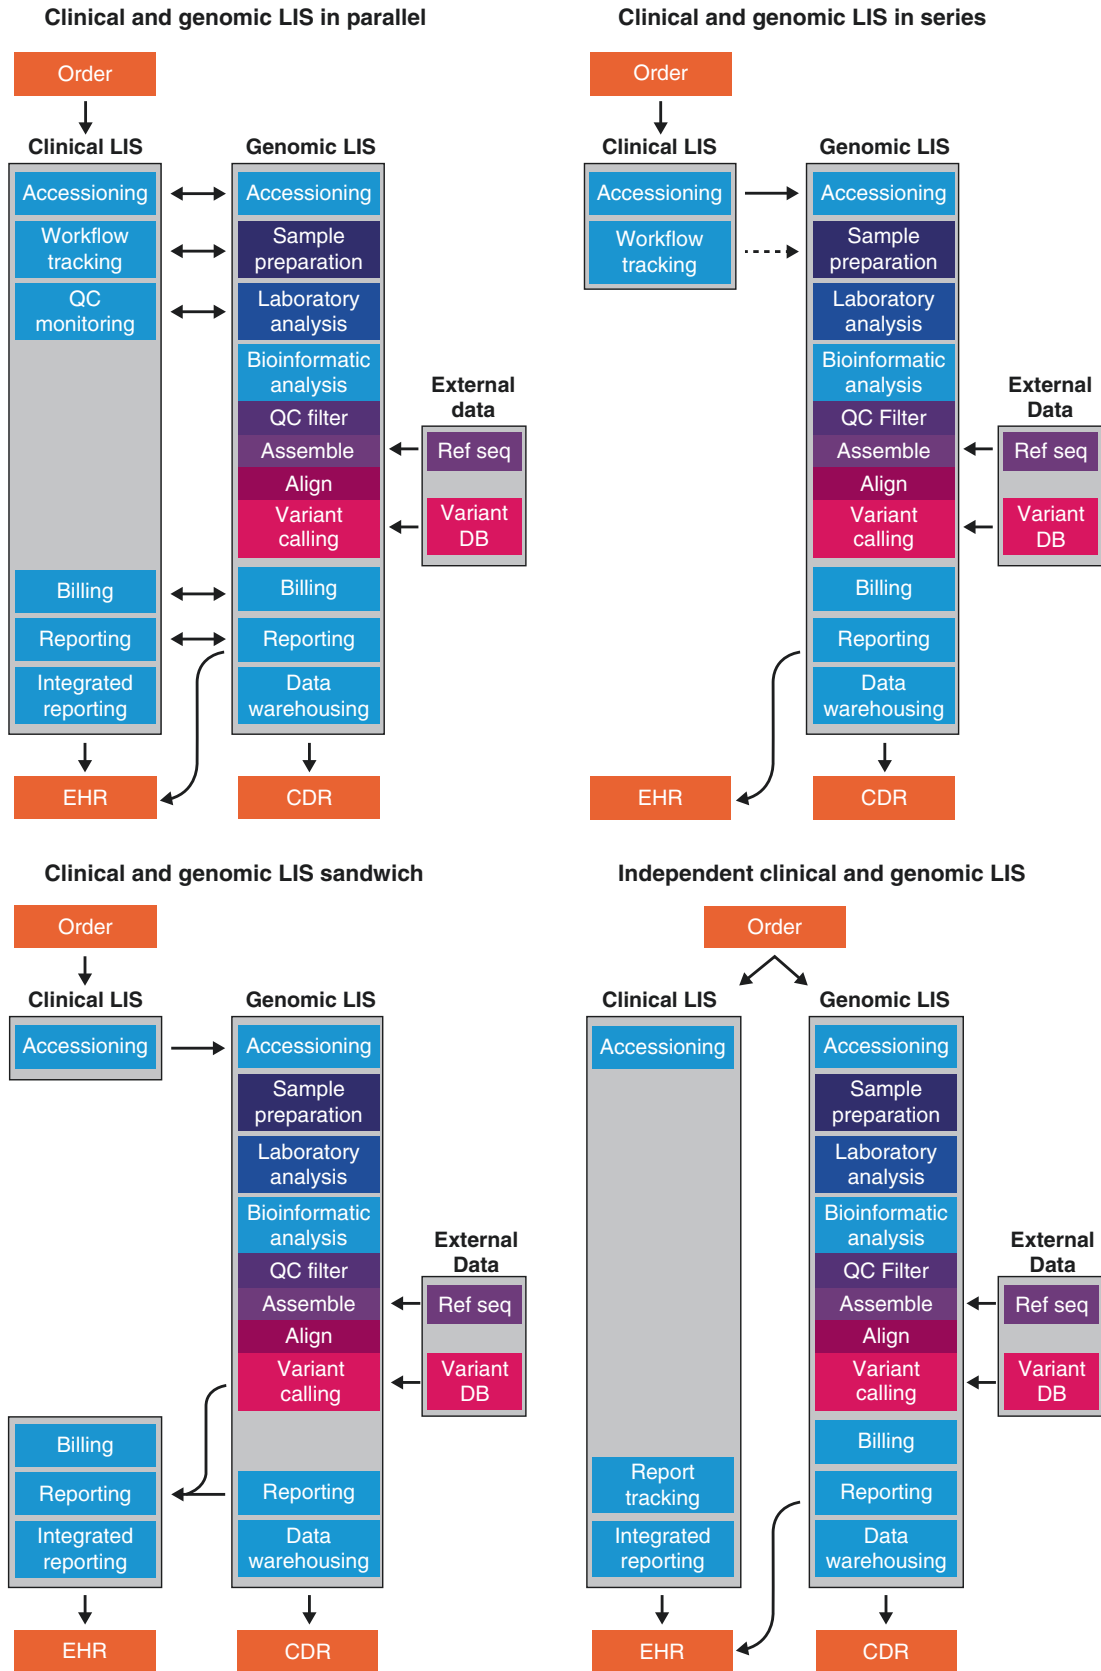 Clinical and genomic LIS in parallel
Order
Clinical LIS
Accessioning
Workflow
tracking
QC
monitoring
Billing
Reporting
Integrated
reporting
EHR
Genomic LIS
Accessioning
Sample
preparation
Laboratory
analysis
Bioinformatic
analysis
QC filter
Assemble
Align
Variant
calling
Billing
Reporting
Data
warehousing
CDR
External
data
Ref seq
Variant
DB
Clinical and genomic LIS in series
Order
Clinical LIS
Accessioning
Workflow
tracking
EHR
Genomic LIS
Accessioning
Sample
preparation
Laboratory
analysis
Bioinformatic
analysis
QC Filter
Assemble
Align
Variant
calling
Billing
Reporting
Data
warehousing
CDR
External
Data
Ref seq
Variant
DB
Clinical and genomic LIS sandwich
Order
Clinical LIS
Accessioning
Billing
Reporting
Integrated
reporting
EHR
Genomic LIS
Accessioning
Sample
preparation
Laboratory
analysis
Bioinformatic
analysis
QC filter
Assemble
Align
Variant
calling
Reporting
Data
warehousing
CDR
External
Data
Ref seq
Variant
DB
Independent clinical and genomic LIS
Order
Clinical LIS
Accessioning
Report
tracking
Integrated
reporting
EHR
Genomic LIS
Accessioning
Sample
preparation
Laboratory
analysis
Bioinformatic
analysis
QC Filter
Assemble
Align
Variant
calling
Billing
Reporting
Data
warehousing
CDR
External
Data
Ref seq
Variant
DB